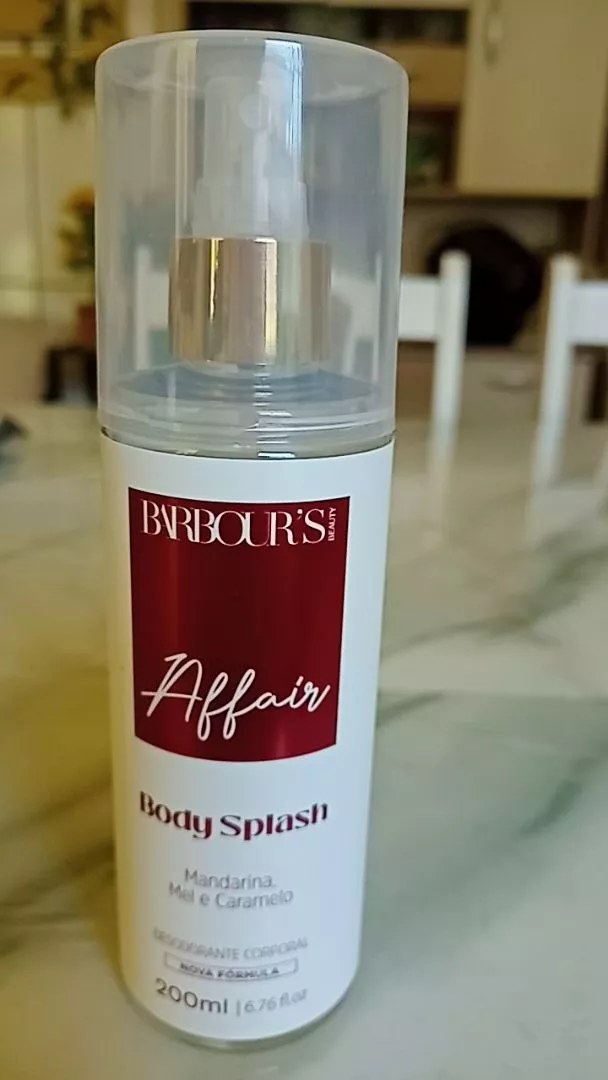 BARBOUR'S
BEAUTY
Affair
Body Splash
Mandarina,
Mel e Caramelo
DESODORANTE CORPORAL
NOVA FÓRMULA
200ml | 6.76 fl.oz